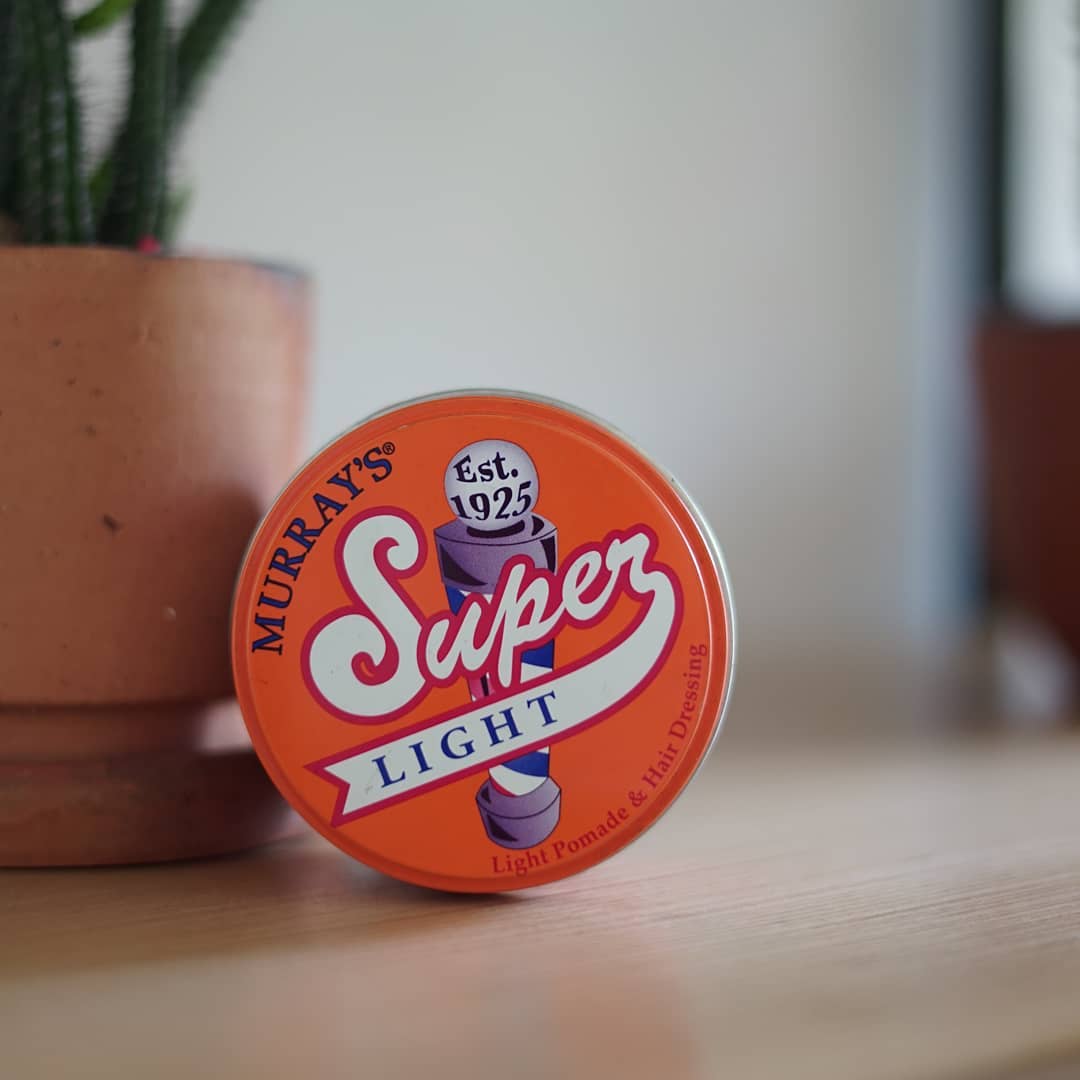 MURRAY'S®
Est.
1925
Super
LIGHT
Light Pomade & Hair Dressing